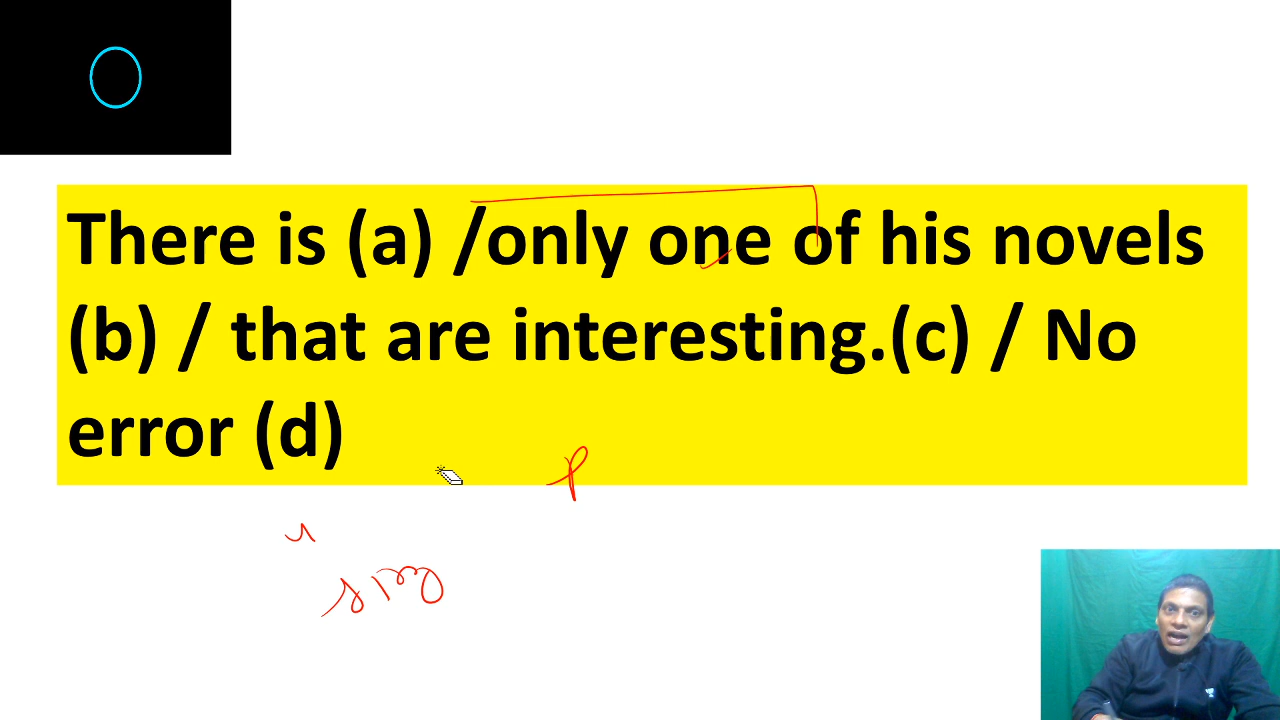 There is (a) /only one of his novels
(b) / that are interesting.(c) / No
error (d)